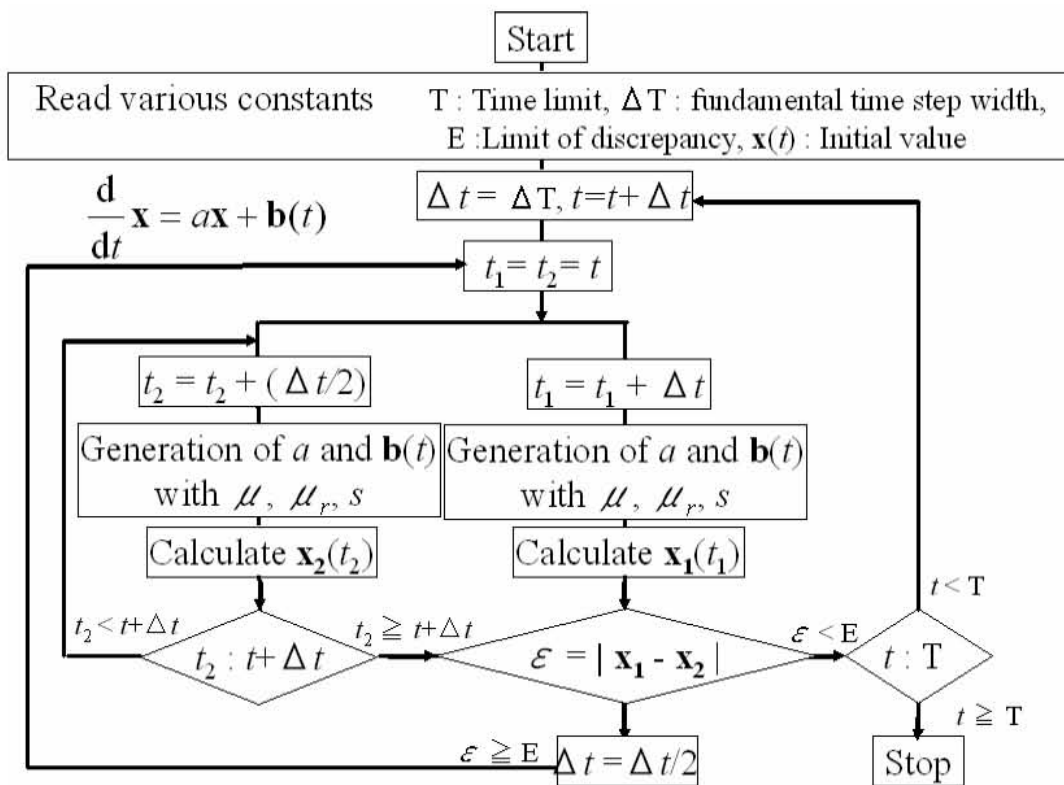 Start
Read various constants T : Time limit, ΔT : fundamental time step width,
E :Limit of discrepancy, x(t) : Initial value
Δt = ΔT, t=t+ Δt
d/dt x = ax + b(t)
t₁= t₂= t
t₂ = t₂ + (Δt/2)
t₁ = t₁ + Δt
Generation of a and b(t)
with μ, μᵣ, s
Generation of a and b(t)
with μ, μᵣ, s
Calculate x₂(t₂)
Calculate x₁(t₁)
t < T
t₂ < t+Δt
t₂ : t+ Δt
t₂ ≧ t+Δt
ε = | x₁ - x₂ |
ε < E
t : T
t ≧ T
ε ≧ E
Δt = Δt/2
Stop